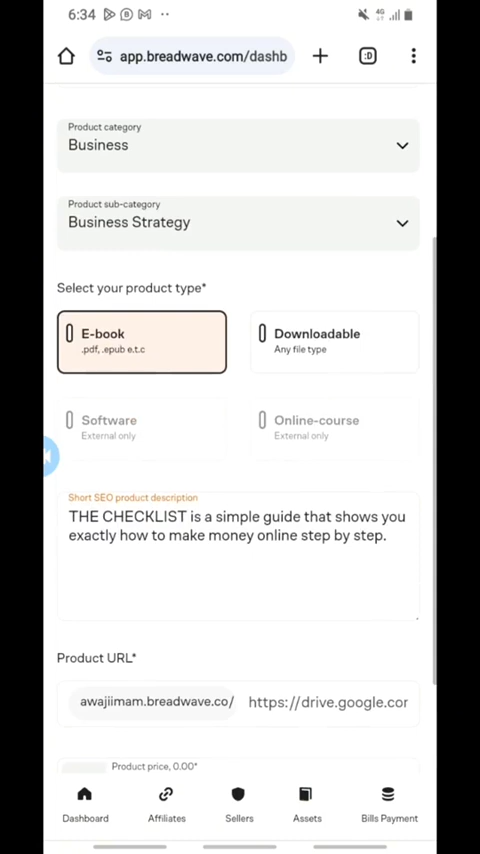 6:34
4G
app.breadwave.com/dashb
:D
Product category
Business
Product sub-category
Business Strategy
Select your product type*
E-book
.pdf, .epub e.t.c
Downloadable
Any file type
Software
External only
Online-course
External only
Short SEO product description
THE CHECKLIST is a simple guide that shows you
exactly how to make money online step by step.
Product URL*
awajiimam.breadwave.co/ https://drive.google.cor
Product price, 0.00*
Dashboard
Affiliates
Sellers
Assets
Bills Payment